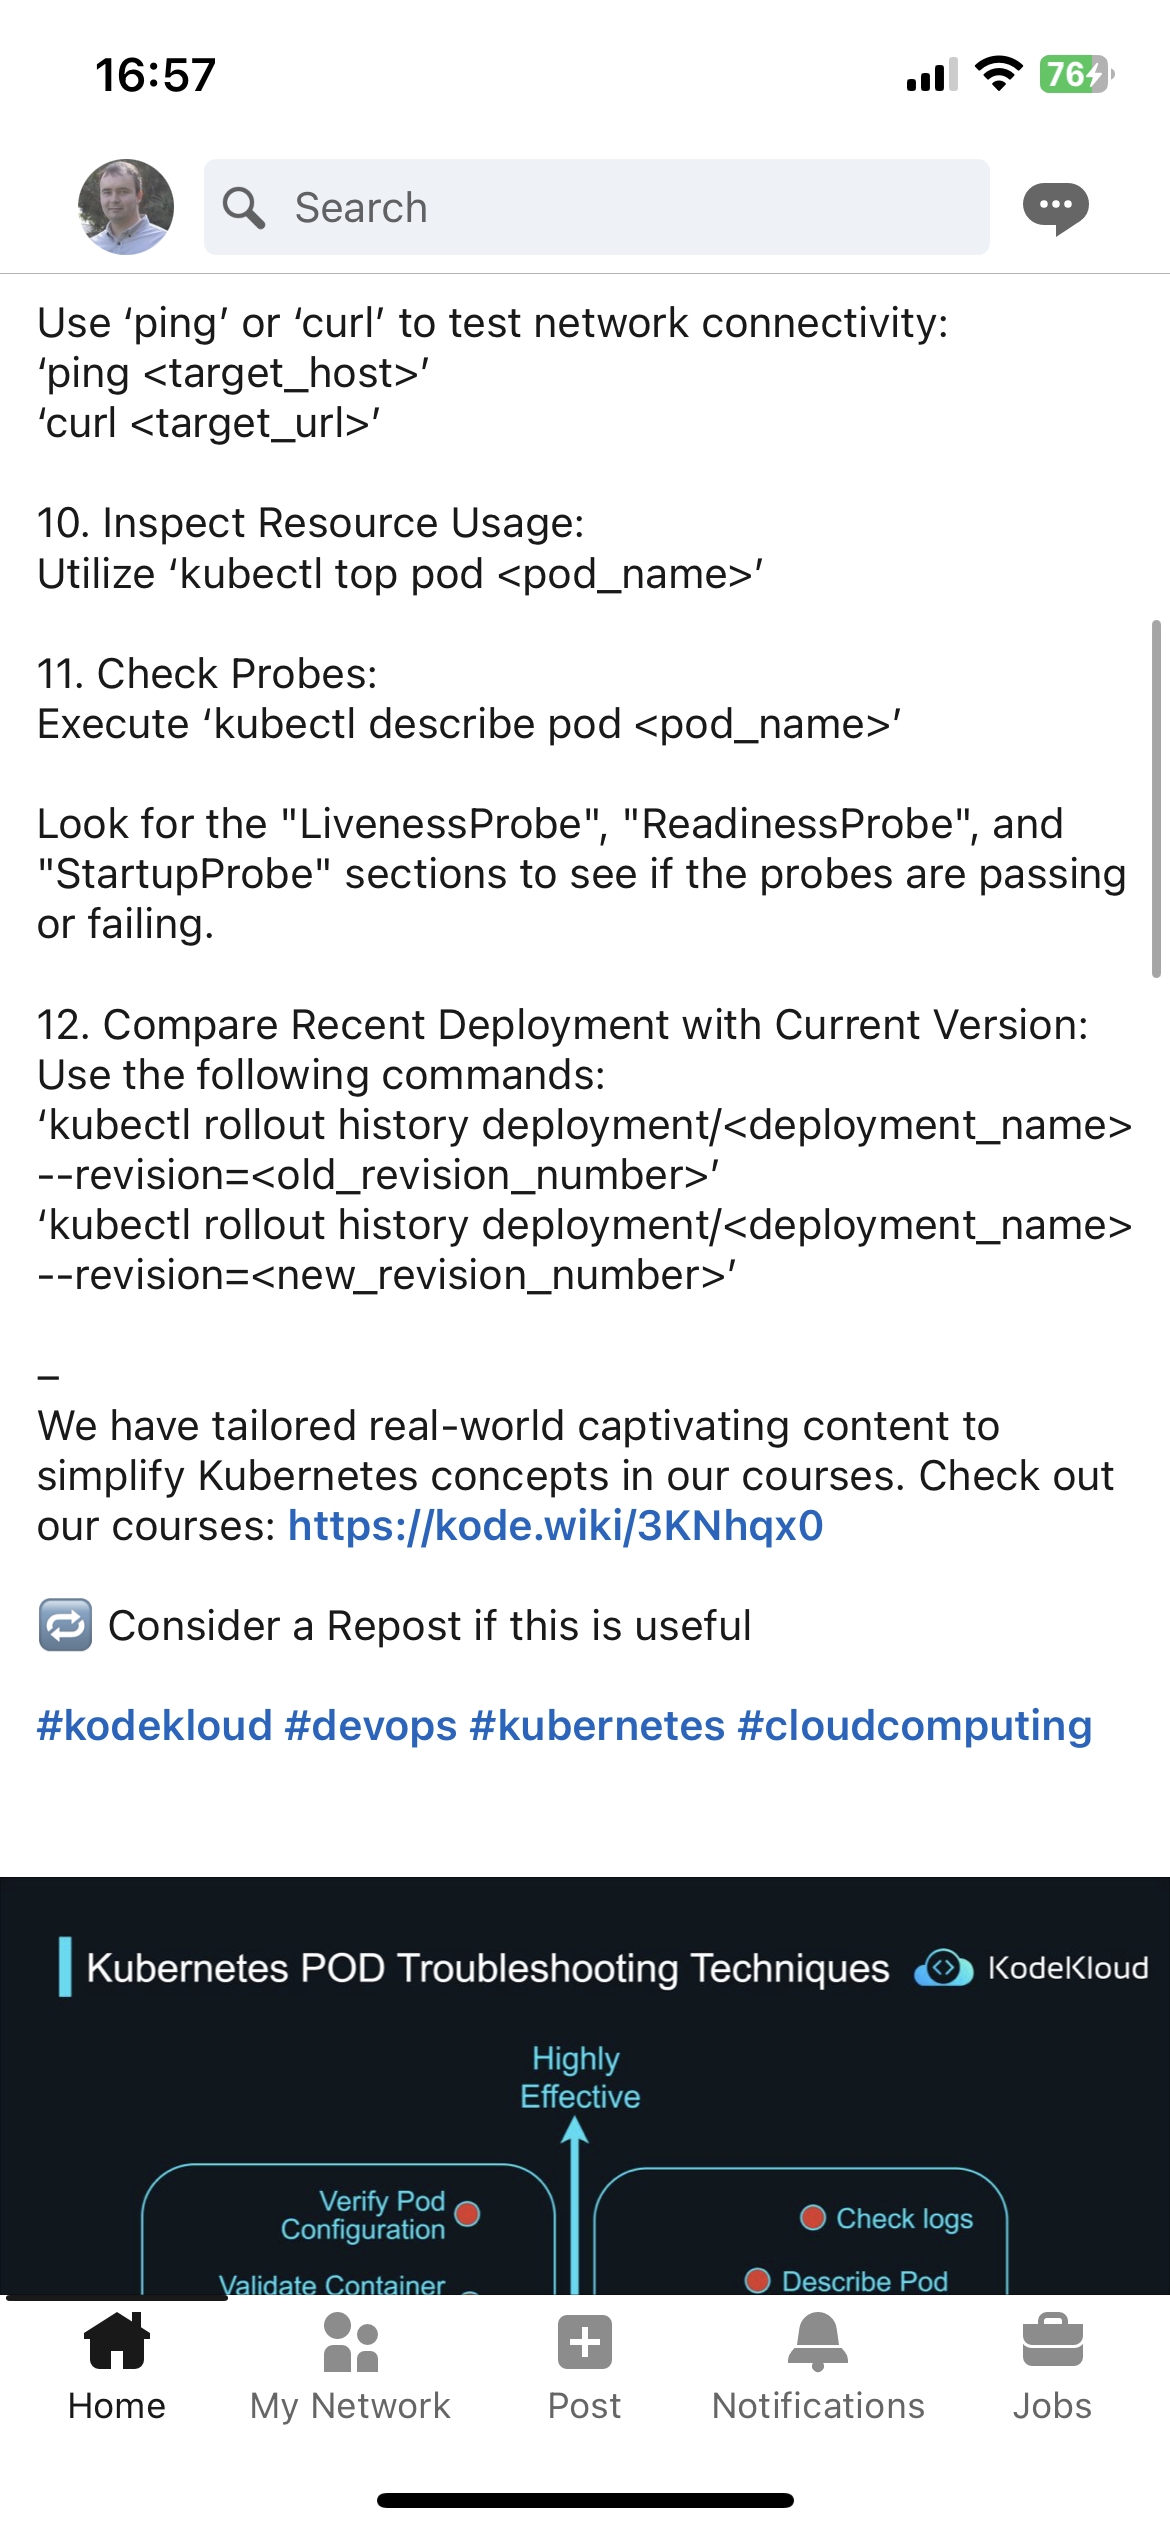 16:57
76
Search
Use ‘ping’ or ‘curl’ to test network connectivity:
‘ping <target_host>’
‘curl <target_url>’
10. Inspect Resource Usage:
Utilize ‘kubectl top pod <pod_name>’
11. Check Probes:
Execute ‘kubectl describe pod <pod_name>’
Look for the "LivenessProbe", "ReadinessProbe", and
"StartupProbe" sections to see if the probes are passing
or failing.
12. Compare Recent Deployment with Current Version:
Use the following commands:
‘kubectl rollout history deployment/<deployment_name>
--revision=<old_revision_number>’
‘kubectl rollout history deployment/<deployment_name>
--revision=<new_revision_number>’
–
We have tailored real-world captivating content to
simplify Kubernetes concepts in our courses. Check out
our courses: https://kode.wiki/3KNhqx0
🔁 Consider a Repost if this is useful
#kodekloud #devops #kubernetes #cloudcomputing
Kubernetes POD Troubleshooting Techniques
KodeKloud
Highly
Effective
Verify Pod
Configuration
Check logs
Validate Container
Describe Pod
Home
My Network
Post
Notifications
Jobs